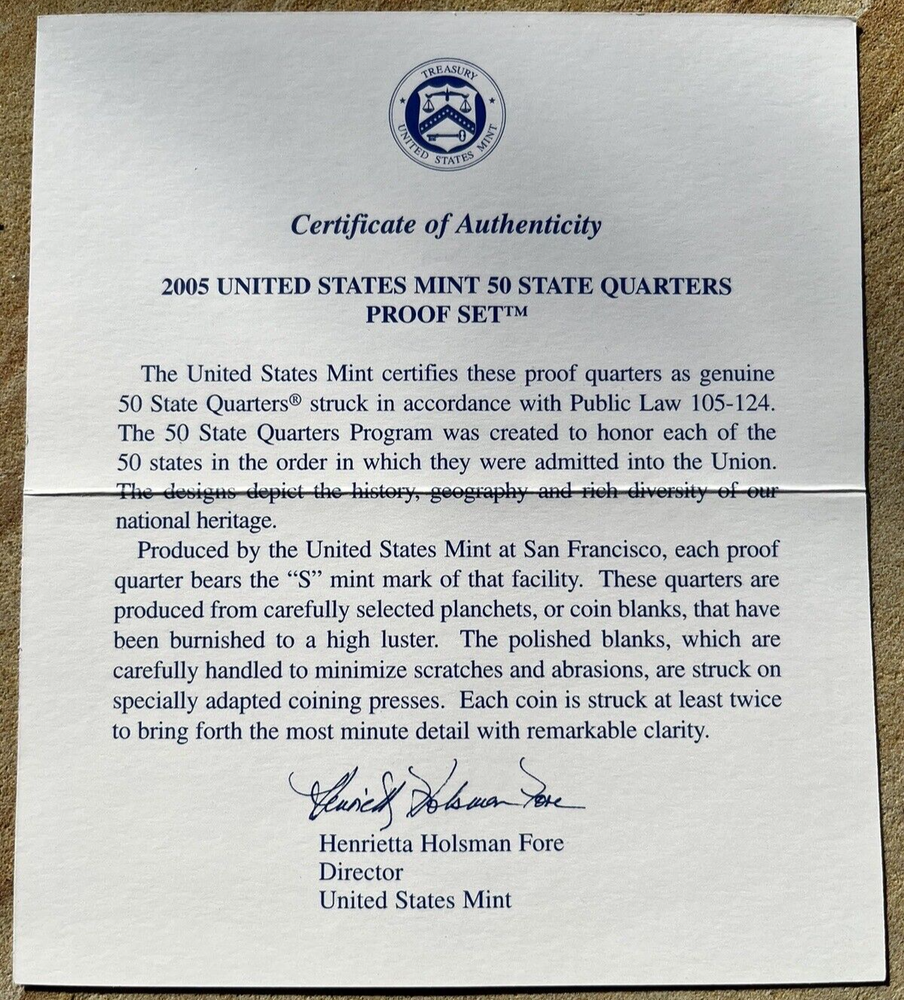 TREASURY
UNITED STATES MINT
Certificate of Authenticity
2005 UNITED STATES MINT 50 STATE QUARTERS
PROOF SET™
The United States Mint certifies these proof quarters as genuine
50 State Quarters® struck in accordance with Public Law 105-124.
The 50 State Quarters Program was created to honor each of the
50 states in the order in which they were admitted into the Union.
The designs depict the history, geography and rich diversity of our
national heritage.
Produced by the United States Mint at San Francisco, each proof
quarter bears the “S” mint mark of that facility. These quarters are
produced from carefully selected planchets, or coin blanks, that have
been burnished to a high luster. The polished blanks, which are
carefully handled to minimize scratches and abrasions, are struck on
specially adapted coining presses. Each coin is struck at least twice
to bring forth the most minute detail with remarkable clarity.
Henrietta Holsman Fore
Henrietta Holsman Fore
Director
United States Mint